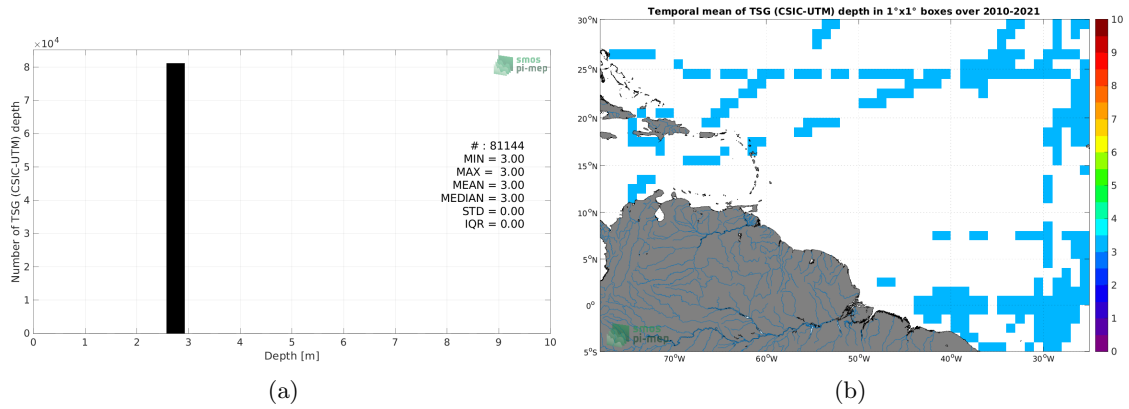 ×10⁴
8
7
6
5
4
3
2
1
0
Number of TSG (CSIC-UTM) depth
0 1 2 3 4 5 6 7 8 9 10
Depth [m]
smos
pi-mep
# : 81144
MIN = 3.00
MAX = 3.00
MEAN = 3.00
MEDIAN = 3.00
STD = 0.00
IQR = 0.00
(a)
Temporal mean of TSG (CSIC-UTM) depth in 1°x1° boxes over 2010-2021
30°N
25°N
20°N
15°N
10°N
5°N
0°
5°S
70°W 60°W 50°W 40°W 30°W
smos
pi-mep
10
9
8
7
6
5
4
3
2
1
0
(b)